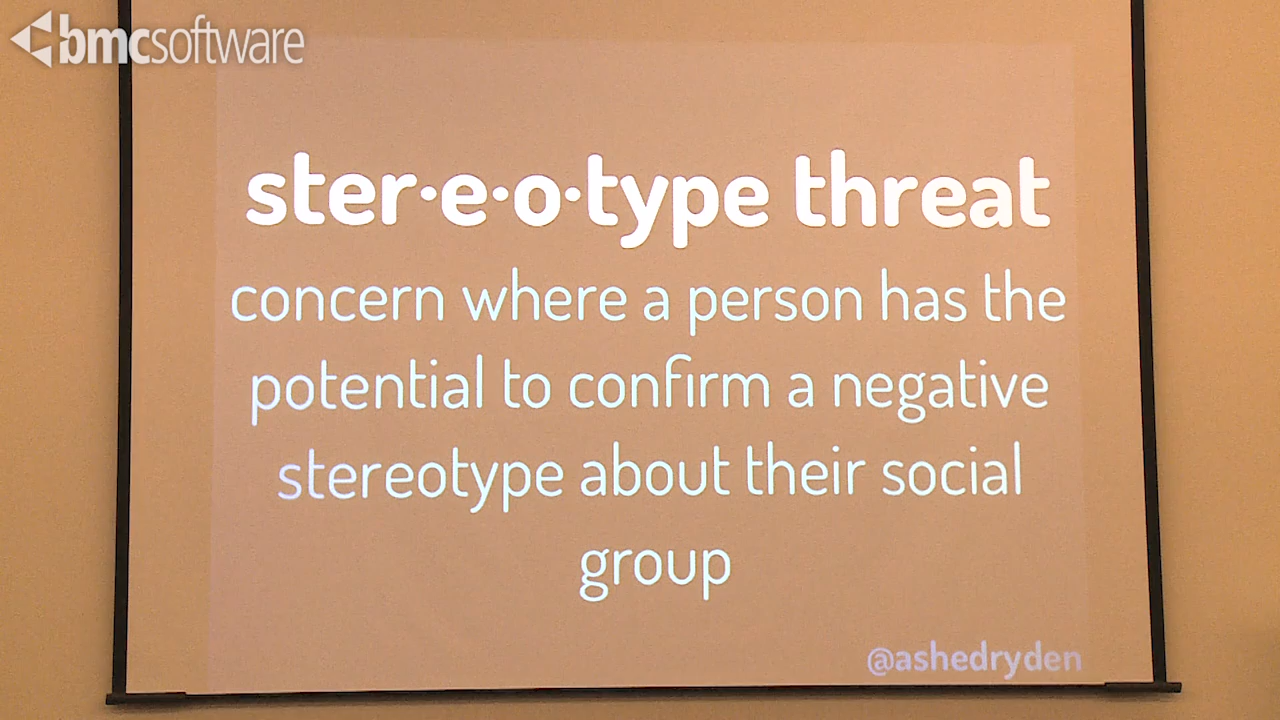 bmcsoftware
ster·e·o·type threat
concern where a person has the
potential to confirm a negative
stereotype about their social
group
@ashedryden